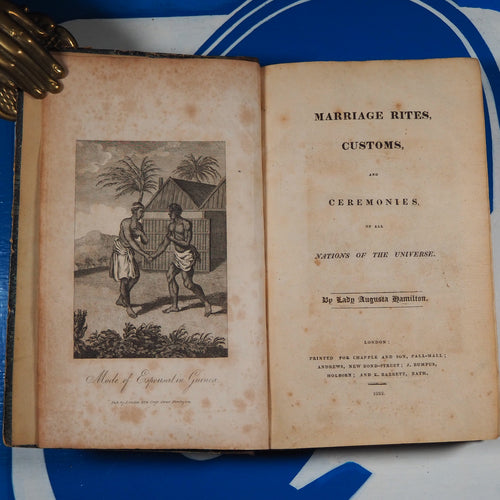 Mode of Espousal in Guinea
MARRIAGE RITES,
CUSTOMS,
AND
CEREMONIES,
OF ALL
NATIONS OF THE UNIVERSE.
By Lady Augusta Hamilton.
LONDON:
PRINTED FOR CHAPPLE AND SON, PALL-MALL;
ANDREWS, NEW BOND-STREET; J. BUMPUS,
HOLBORN; AND E. BARRETT, BATH.
1822.